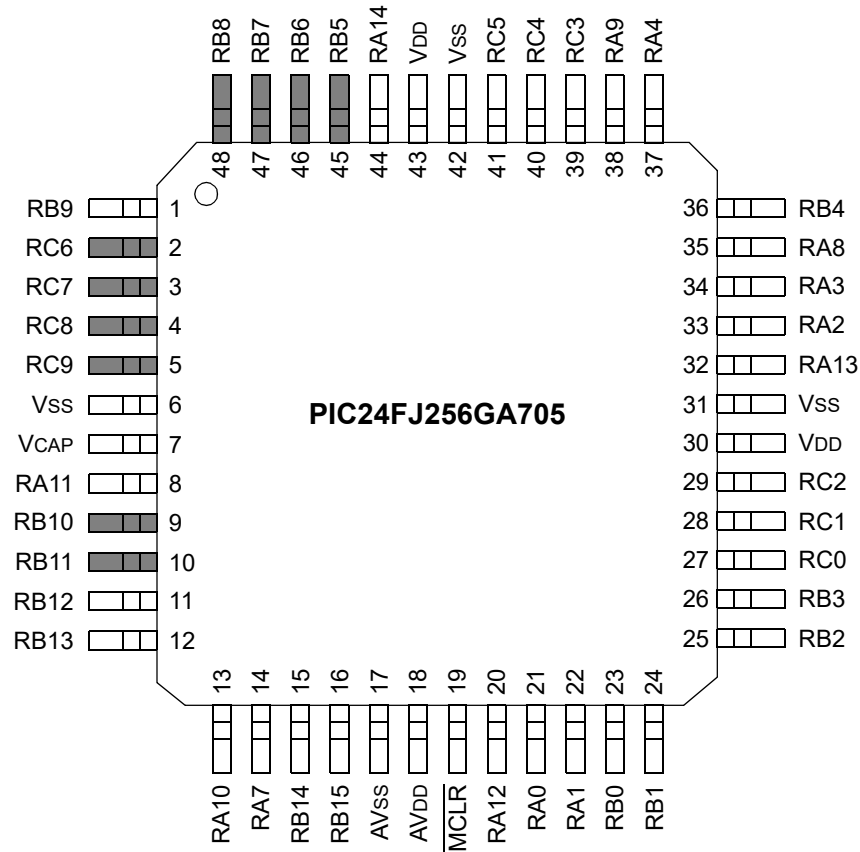 RB8 RB7 RB6 RB5 RA14 VDD VSS RC5 RC4 RC3 RA9 RA4
48 47 46 45 44 43 42 41 40 39 38 37
RB9 1 36 RB4
RC6 2 35 RA8
RC7 3 34 RA3
RC8 4 33 RA2
RC9 5 32 RA13
VSS 6 PIC24FJ256GA705 31 VSS
VCAP 7 30 VDD
RA11 8 29 RC2
RB10 9 28 RC1
RB11 10 27 RC0
RB12 11 26 RB3
RB13 12 25 RB2
13 14 15 16 17 18 19 20 21 22 23 24
RA10 RA7 RB14 RB15 AVSS AVDD MCLR RA12 RA0 RA1 RB0 RB1